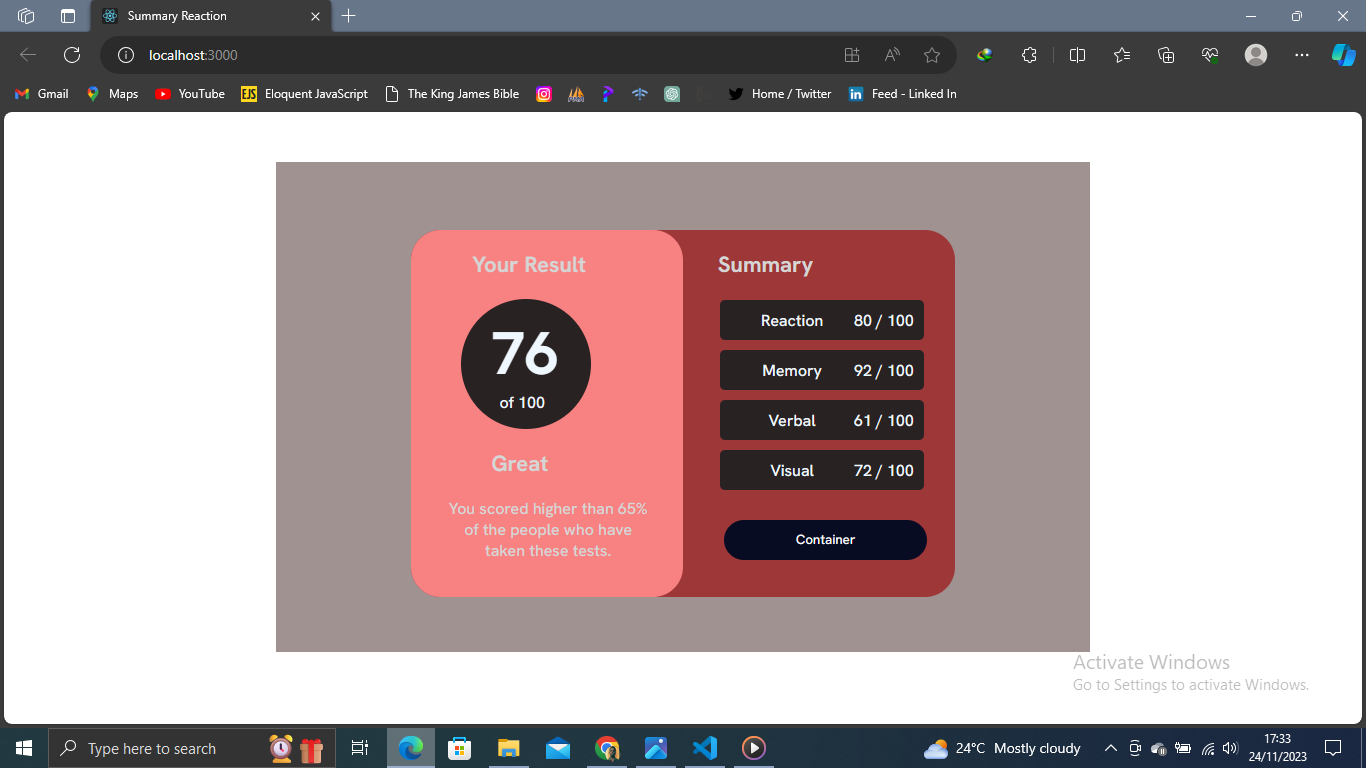 Summary Reaction
localhost:3000
Gmail
Maps
YouTube
EJS
Eloquent JavaScript
The King James Bible
Home / Twitter
Feed - Linked In
Your Result
76
of 100
Great
You scored higher than 65%
of the people who have
taken these tests.
Summary
Reaction 80 / 100
Memory 92 / 100
Verbal 61 / 100
Visual 72 / 100
Container
Activate Windows
Go to Settings to activate Windows.
Type here to search
24°C Mostly cloudy
17:33
24/11/2023